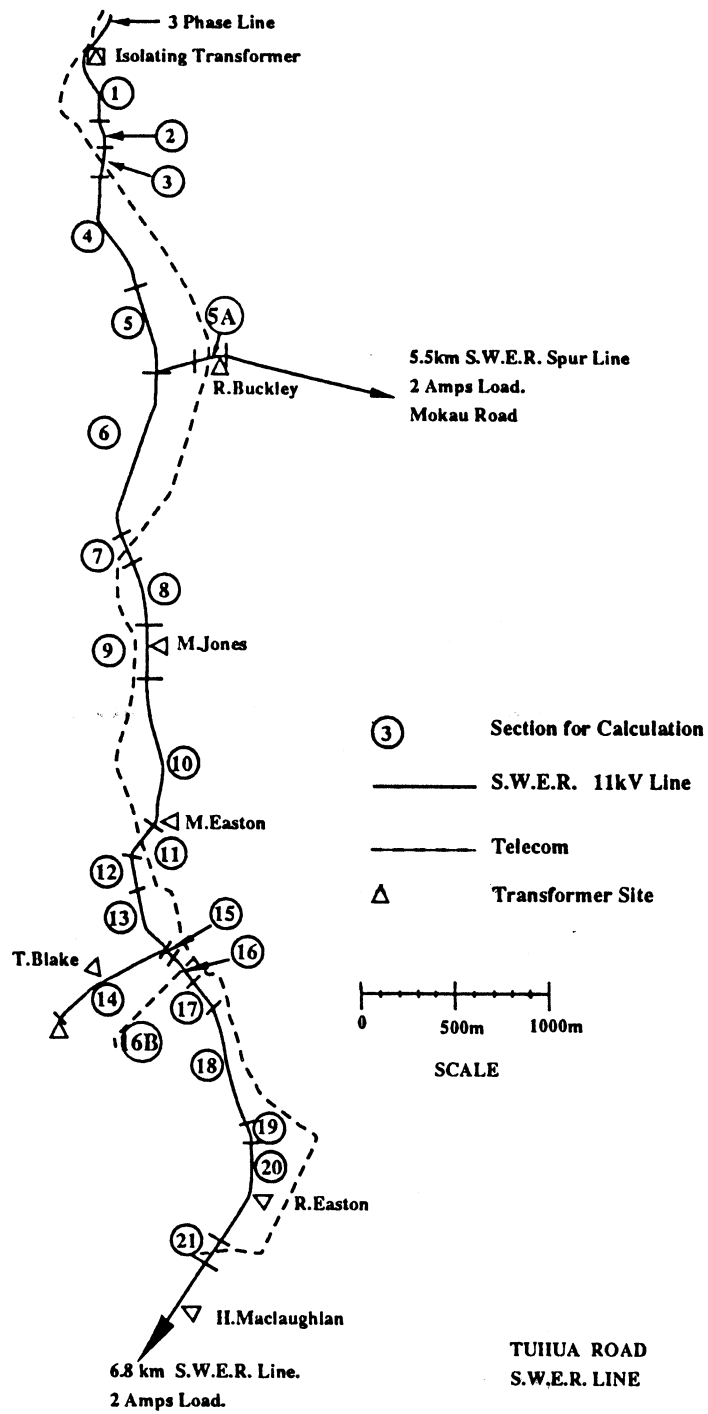 3 Phase Line
Isolating Transformer
1
2
3
4
5
5A
R.Buckley
5.5km S.W.E.R. Spur Line
2 Amps Load.
Mokau Road
6
7
8
9
M.Jones
10
M.Easton
11
12
13
15
16
T.Blake
14
17
16B
18
19
20
R.Easton
21
H.Maclaughlan
6.8 km S.W.E.R. Line.
2 Amps Load.
3 Section for Calculation
S.W.E.R. 11kV Line
Telecom
Transformer Site
0 500m 1000m
SCALE
TUHUA ROAD
S.W.E.R. LINE